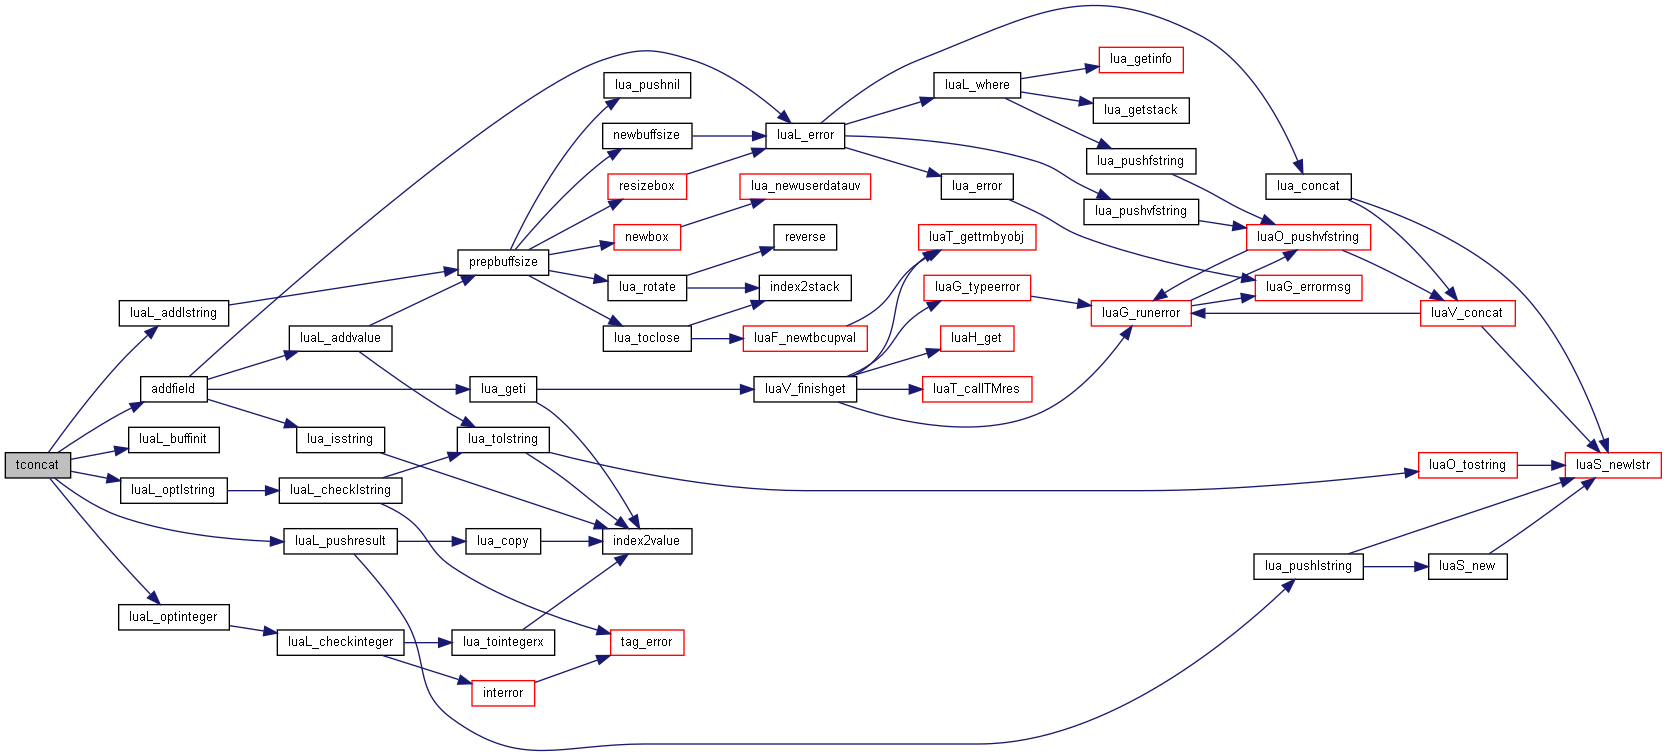 tconcat
luaL_addlstring
addfield
luaL_buffinit
luaL_optlstring
luaL_optinteger
luaL_addvalue
lua_isstring
luaL_checklstring
luaL_pushresult
luaL_checkinteger
prepbuffsize
lua_geti
lua_tolstring
lua_copy
lua_tointegerx
interror
lua_pushnil
newbuffsize
resizebox
newbox
lua_rotate
lua_toclose
index2value
tag_error
luaL_error
lua_newuserdatauv
reverse
index2stack
luaF_newtbcupval
luaV_finishget
luaL_where
lua_error
luaT_gettmbyobj
luaG_typeerror
luaH_get
luaT_callTMres
lua_getinfo
lua_getstack
lua_pushfstring
lua_pushvfstring
luaG_runerror
lua_concat
luaO_pushvfstring
luaG_errormsg
lua_pushlstring
luaV_concat
luaO_tostring
luaS_new
luaS_newlstr